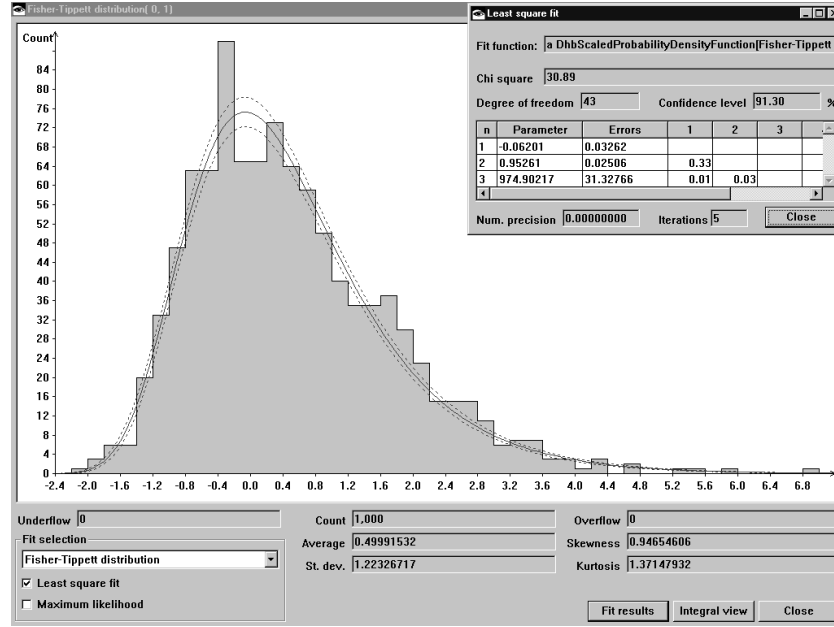 Fisher-Tippett distribution( 0, 1)
Least square fit
Fit function: a DhbScaledProbabilityDensityFunction[Fisher-Tippett
Chi square 30.89
Degree of freedom 43 Confidence level 91.30 %
n Parameter Errors 1 2 3
1 -0.06201 0.03262
2 0.95261 0.02506 0.33
3 974.90217 31.32766 0.01 0.03
Num. precision 0.00000000 Iterations 5 Close
Count
84
80
76
72
68
64
60
56
52
48
44
40
36
32
28
24
20
16
12
8
4
0
-2.4 -2.0 -1.6 -1.2 -0.8 -0.4 0.0 0.4 0.8 1.2 1.6 2.0 2.4 2.8 3.2 3.6 4.0 4.4 4.8 5.2 5.6 6.0 6.4 6.8
Underflow 0 Count 1,000 Overflow 0
Fit selection
Average 0.49991532 Skewness 0.94654606
Fisher-Tippett distribution
St. dev. 1.22326717 Kurtosis 1.37147932
Least square fit
Maximum likelihood
Fit results Integral view Close